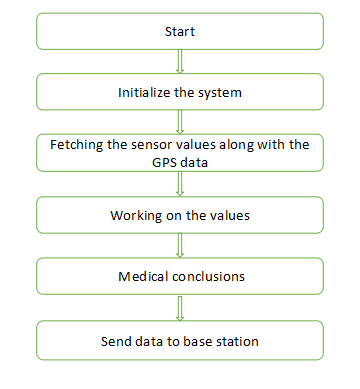 Start
Initialize the system
Fetching the sensor values along with the
GPS data
Working on the values
Medical conclusions
Send data to base station